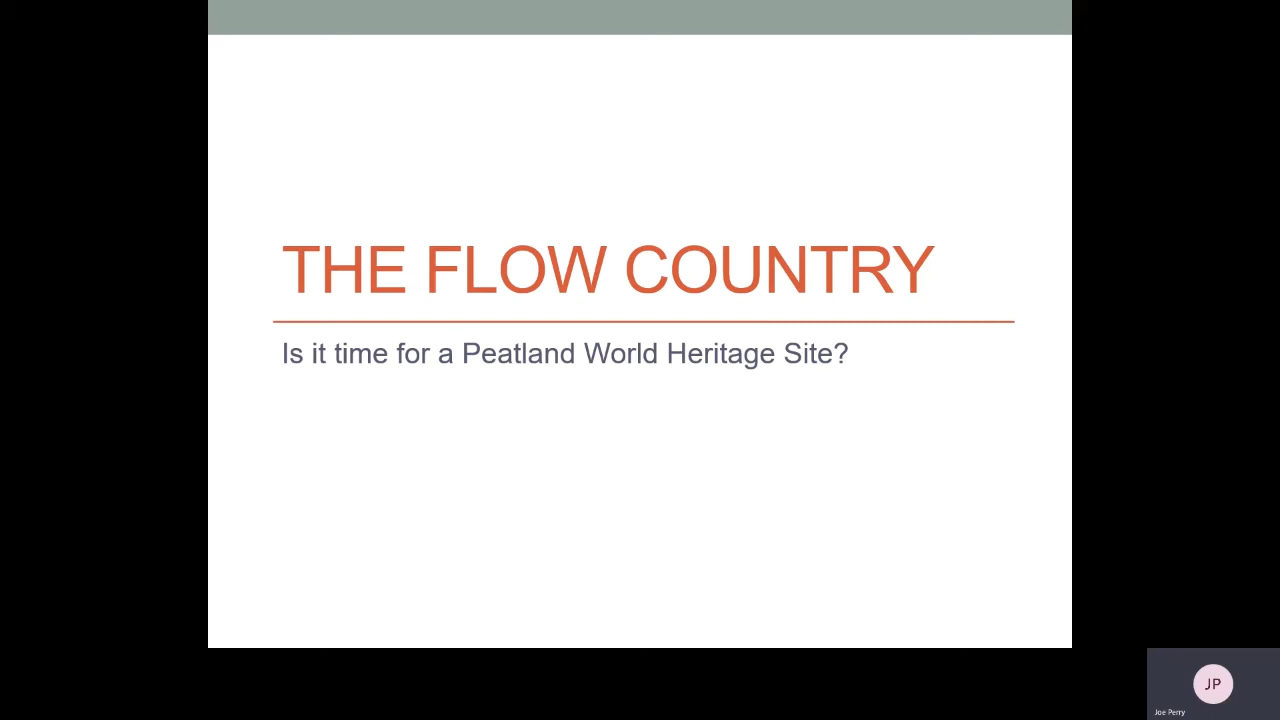 THE FLOW COUNTRY
Is it time for a Peatland World Heritage Site?
JP
Joe Perry